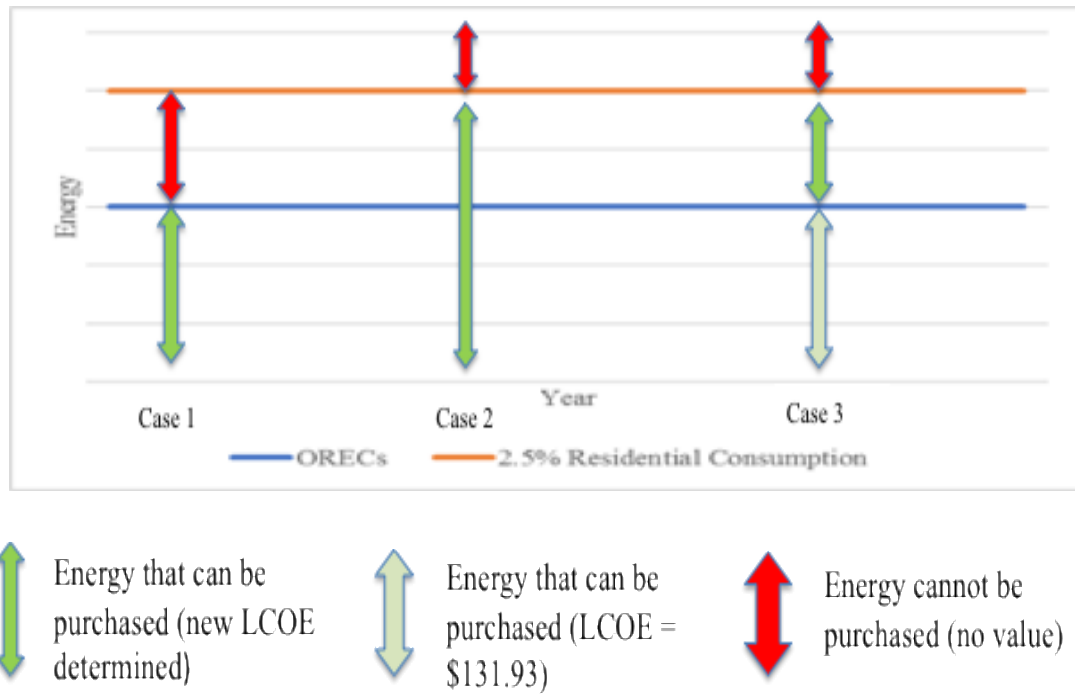 Energy
Year
Case 1
Case 2
Case 3
ORECs
2.5% Residential Consumption
Energy that can be
purchased (new LCOE
determined)
Energy that can be
purchased (LCOE =
$131.93)
Energy cannot be
purchased (no value)